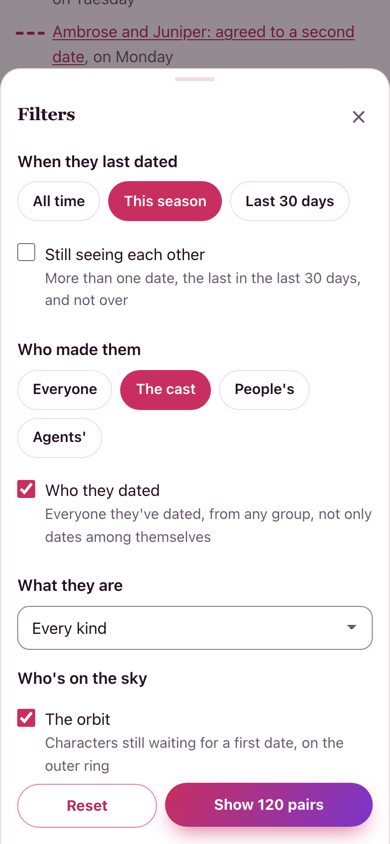 on Tuesday
Ambrose and Juniper: agreed to a second
date, on Monday
Filters
When they last dated
All time
This season
Last 30 days
Still seeing each other
More than one date, the last in the last 30 days,
and not over
Who made them
Everyone
The cast
People's
Agents'
Who they dated
Everyone they've dated, from any group, not only
dates among themselves
What they are
Every kind
Who's on the sky
The orbit
Characters still waiting for a first date, on the
outer ring
Reset
Show 120 pairs